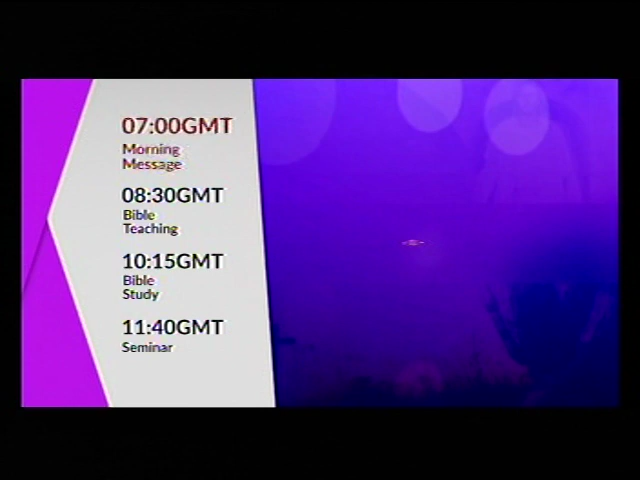 07:00GMT
Morning
Message
08:30GMT
Bible
Teaching
10:15GMT
Bible
Study
11:40GMT
Seminar